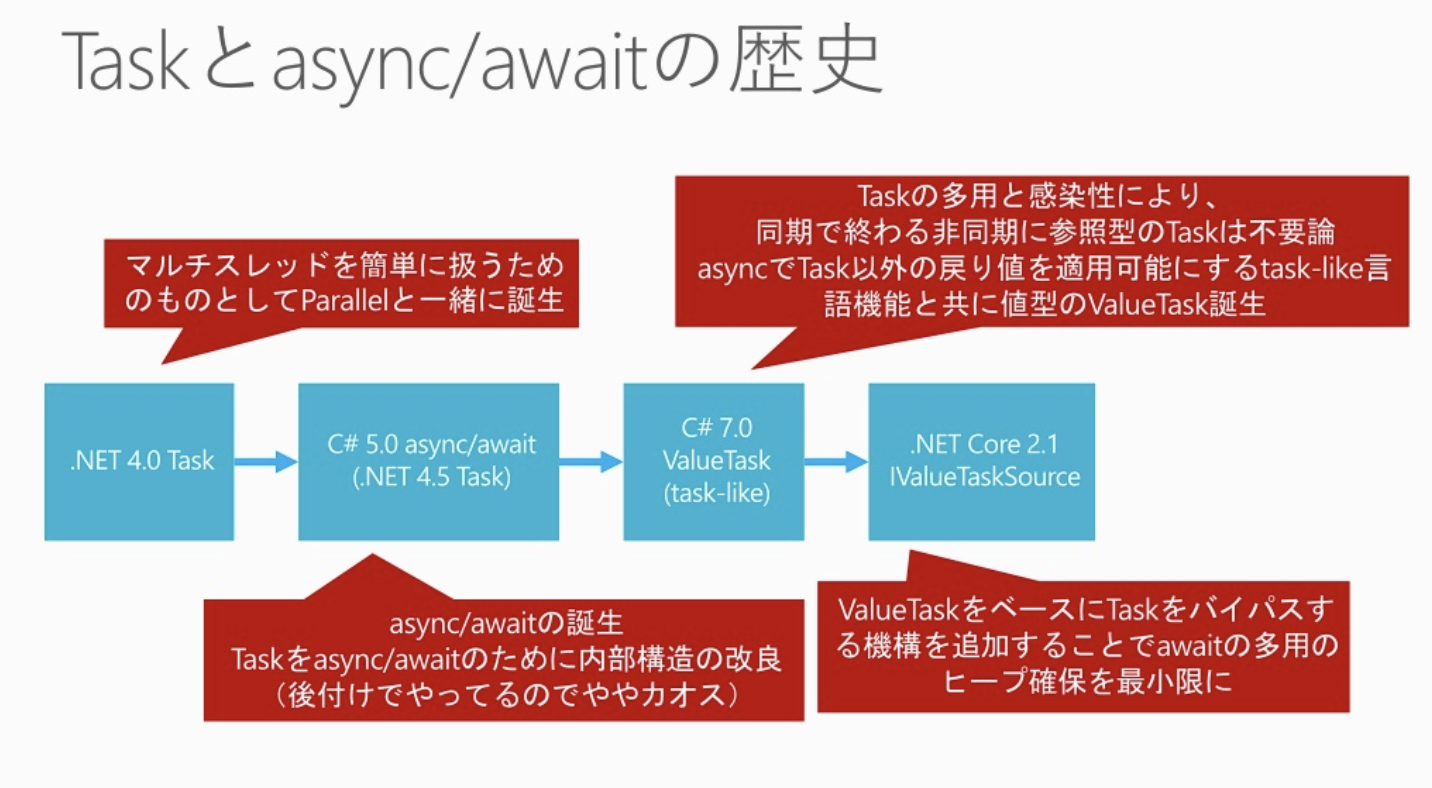 Taskとasync/awaitの歴史
マルチスレッドを簡単に扱うため
のものとしてParallelと一緒に誕生
Taskの多用と感染性により、
同期で終わる非同期に参照型のTaskは不要論
asyncでTask以外の戻り値を適用可能にするtask-like言
語機能と共に値型のValueTask誕生
.NET 4.0 Task
C# 5.0 async/await
(.NET 4.5 Task)
C# 7.0
ValueTask
(task-like)
.NET Core 2.1
IValueTaskSource
async/awaitの誕生
Taskをasync/awaitのために内部構造の改良
（後付けでやってるのでややカオス）
ValueTaskをベースにTaskをバイパスす
る機構を追加することでawaitの多用の
ヒープ確保を最小限に